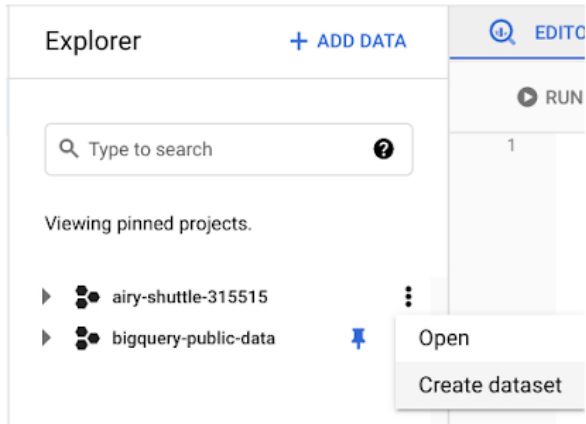 Explorer
+ ADD DATA
EDITO
RUN
Type to search
1
Viewing pinned projects.
airy-shuttle-315515
bigquery-public-data
Open
Create dataset